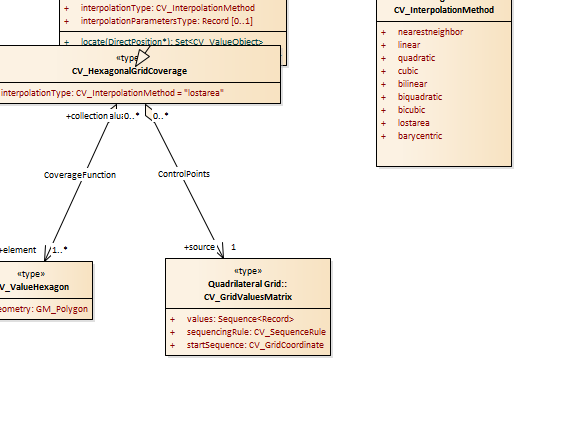 + interpolationType: CV_InterpolationMethod
+ interpolationParametersType: Record [0..1]
+ locate(DirectPosition*): Set<CV_ValueObject>
«type
CV_HexagonalGridCoverage
interpolationType: CV_InterpolationMethod = "lostarea"
+collection 0..*
0..*
CoverageFunction
ControlPoints
+element 1..*
+source 1
«type»
V_ValueHexagon
eometry: GM_Polygon
«type»
Quadrilateral Grid::
CV_GridValuesMatrix
+ values: Sequence<Record>
+ sequencingRule: CV_SequenceRule
+ startSequence: CV_GridCoordinate
CV_InterpolationMethod
+ nearestneighbor
+ linear
+ quadratic
+ cubic
+ bilinear
+ biquadratic
+ bicubic
+ lostarea
+ barycentric